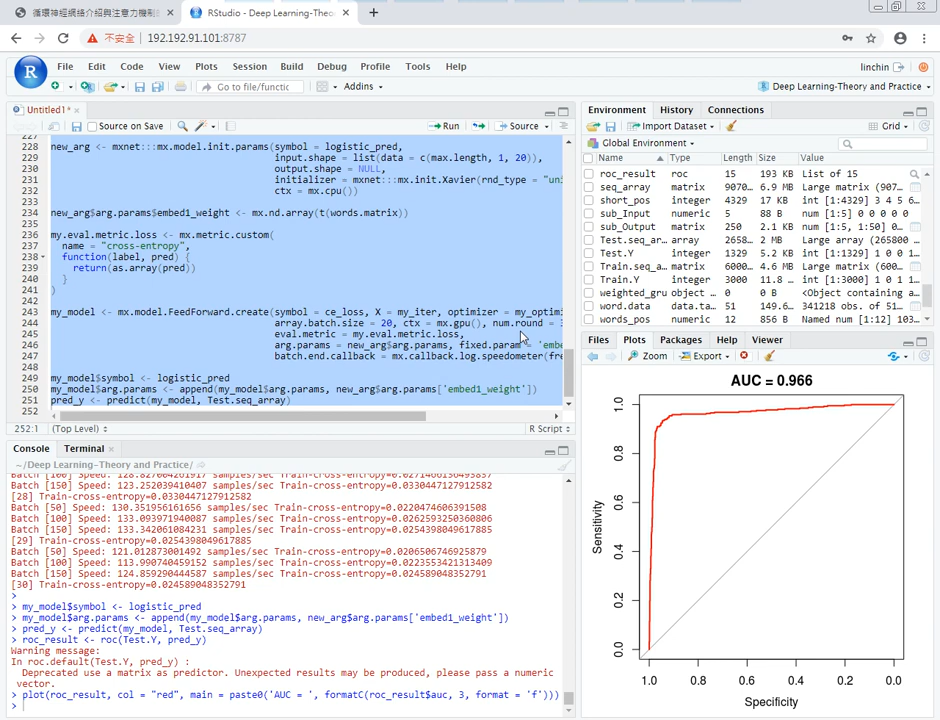 循環神經網絡介紹與注意力機制
RStudio - Deep Learning-Theo
不安全
192.192.91.101:8787
R
File Edit Code View Plots Session Build Debug Profile Tools Help
linchin
Go to file/functic
Addins
Deep Learning-Theory and Practice
Untitled1*
Source on Save
Run
Source
227
228 new_arg <- mxnet:::mx.model.init.params(symbol = logistic_pred,
229 input.shape = list(data = c(max.length, 1, 20)),
230 output.shape = NULL,
231 initializer = mxnet:::mx.init.Xavier(rnd_type = "uni
232 ctx = mx.cpu())
233
234 new_arg$arg.params$embed1_weight <- mx.nd.array(t(words.matrix))
235
236 my.eval.metric.loss <- mx.metric.custom(
237 name = "cross-entropy",
238 function(label, pred) {
239 return(as.array(pred))
240 }
241 )
242
243 my_model <- mx.model.FeedForward.create(symbol = ce_loss, X = my_iter, optimizer = my_optimi
244 array.batch.size = 20, ctx = mx.gpu(), num.round = 3
245 eval.metric = my.eval.metric.loss,
246 arg.params = new_arg$arg.params, fixed.param = 'embe
247 batch.end.callback = mx.callback.log.speedometer(fre
248
249 my_model$symbol <- logistic_pred
250 my_model$arg.params <- append(my_model$arg.params, new_arg$arg.params['embed1_weight'])
251 pred_y <- predict(my_model, Test.seq_array)
252
252:1 (Top Level) R Script
Console Terminal
~/Deep Learning-Theory and Practice/
Batch [100] Speed: 128.827004201917 samples/sec Train-cross-entropy=0.0271460130493837
Batch [150] Speed: 123.252039410407 samples/sec Train-cross-entropy=0.0330447127912582
[28] Train-cross-entropy=0.0330447127912582
Batch [50] Speed: 130.351956161656 samples/sec Train-cross-entropy=0.0220474606391508
Batch [100] Speed: 133.093971940087 samples/sec Train-cross-entropy=0.0262593250360806
Batch [150] Speed: 133.342061084231 samples/sec Train-cross-entropy=0.0254398049617885
[29] Train-cross-entropy=0.0254398049617885
Batch [50] Speed: 121.012873001492 samples/sec Train-cross-entropy=0.0206506746925879
Batch [100] Speed: 113.990740459152 samples/sec Train-cross-entropy=0.0223553421313409
Batch [150] Speed: 124.859290444587 samples/sec Train-cross-entropy=0.024589048352791
[30] Train-cross-entropy=0.024589048352791
>
> my_model$symbol <- logistic_pred
> my_model$arg.params <- append(my_model$arg.params, new_arg$arg.params['embed1_weight'])
> pred_y <- predict(my_model, Test.seq_array)
> roc_result <- roc(Test.Y, pred_y)
Warning message:
In roc.default(Test.Y, pred_y) :
Deprecated use a matrix as predictor. Unexpected results may be produced, please pass a numeric
vector.
> plot(roc_result, col = "red", main = paste0('AUC = ', formatC(roc_result$auc, 3, format = 'f')))
>
Environment History Connections
Import Dataset
Grid
Global Environment
Name Type Length Size Value
roc_result roc 15 193 KB List of 15
seq_array matrix 9070… 6.9 MB Large matrix (907…
short_pos integer 4329 17 KB int [1:4329] 3 4 5 6
sub_Input numeric 5 88 B num [1:5] 0 0 0 0 0
sub_Output matrix 250 2.1 KB num [1:5, 1:50] 0 0…
Test.seq_ar… array 2658… 2 MB Large array (265800 
Test.Y integer 1329 5.2 KB int [1:1329] 1 0 0 1
Train.seq_a… matrix 6000… 4.6 MB Large matrix (600…
Train.Y integer 3000 11.8 … int [1:3000] 1 0 1 1
weighted_gru object … 0 0 B <Object containing a
word.data data.ta… 51 149.6… 341218 obs. of 51…
words_pos numeric 12 856 B Named num [1:12] 103
Files Plots Packages Help Viewer
Zoom Export
AUC = 0.966
Sensitivity
1.0
0.8
0.6
0.4
0.2
0.0
1.0 0.8 0.6 0.4 0.2 0.0
Specificity